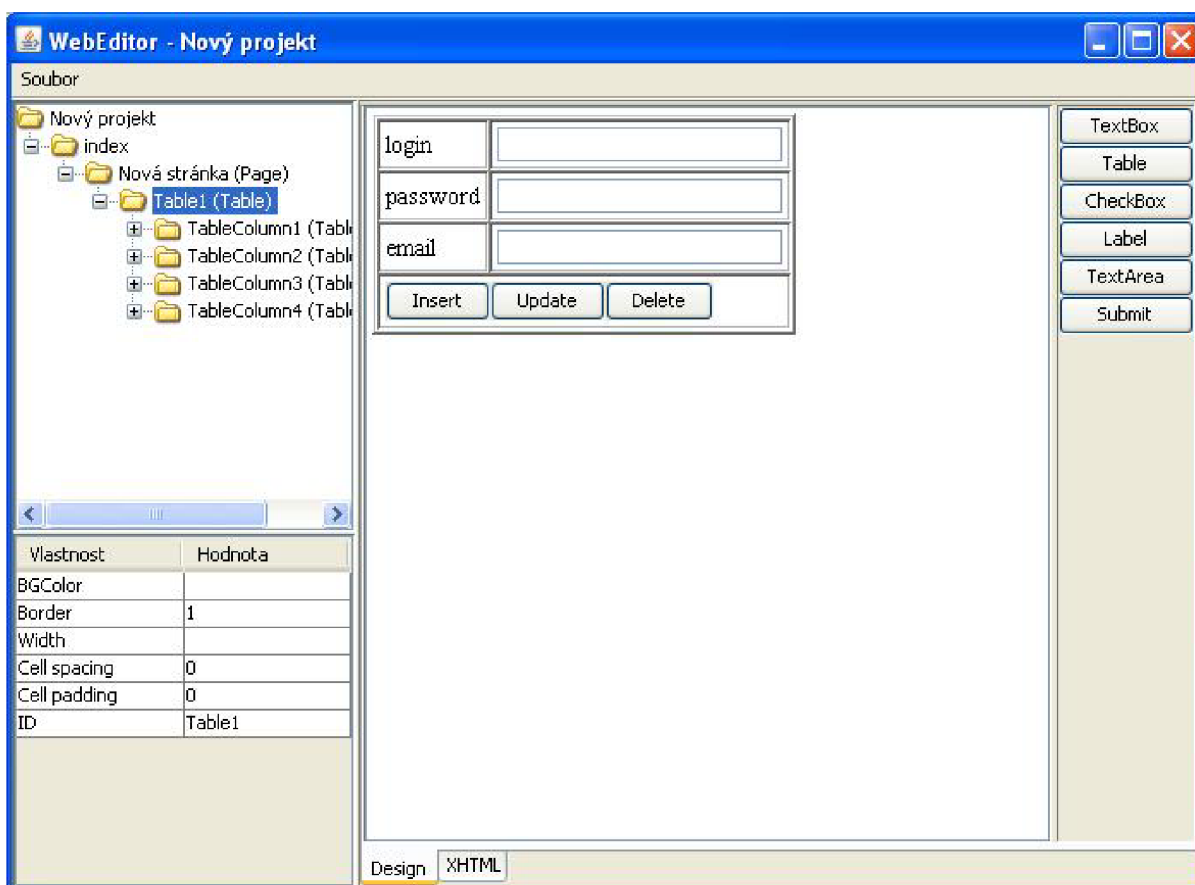 WebEditor - Nový projekt
Soubor
Nový projekt
index
Nová stránka (Page)
Table1 (Table)
TableColumn1 (Tabl
TableColumn2 (Tabl
TableColumn3 (Tabl
TableColumn4 (Tabl
Vlastnost Hodnota
BGColor
Border 1
Width
Cell spacing 0
Cell padding 0
ID Table1
login
password
email
Insert Update Delete
Design XHTML
TextBox
Table
CheckBox
Label
TextArea
Submit